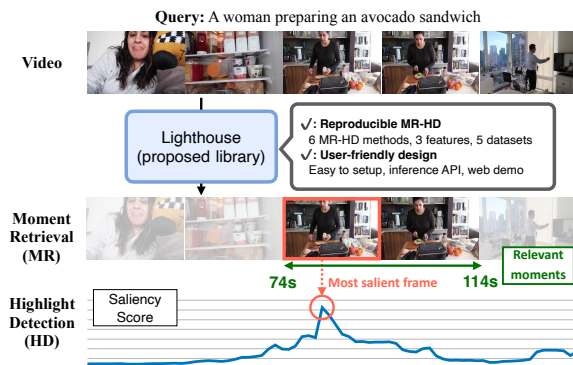 Query: A woman preparing an avocado sandwich
Video
Lighthouse
(proposed library)
✓: Reproducible MR-HD
6 MR-HD methods, 3 features, 5 datasets
✓: User-friendly design
Easy to setup, inference API, web demo
Moment
Retrieval
(MR)
74s
Most salient frame
114s
Relevant
moments
Highlight
Detection
(HD)
Saliency
Score